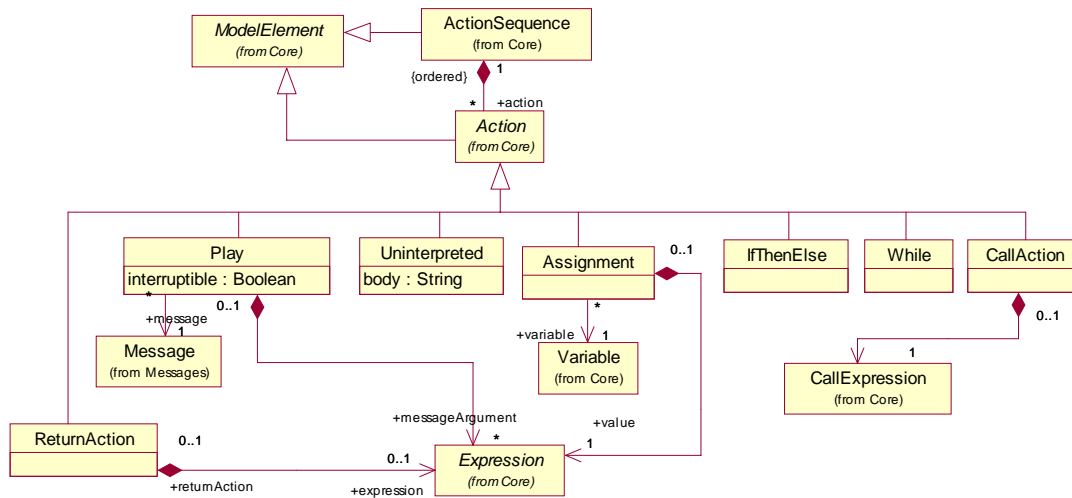 ModelElement
(from Core)
ActionSequence
(from Core)
{ordered}
1
*
+action
Action
(from Core)
Play
interruptible : Boolean
Uninterpreted
body : String
Assignment
0..1
IfThenElse
While
CallAction
*
0..1
+message
1
*
+variable
1
0..1
Message
(from Messages)
Variable
(from Core)
1
CallExpression
(from Core)
+messageArgument
*
+value
1
ReturnAction
0..1
+returnAction
0..1
+expression
Expression
(from Core)